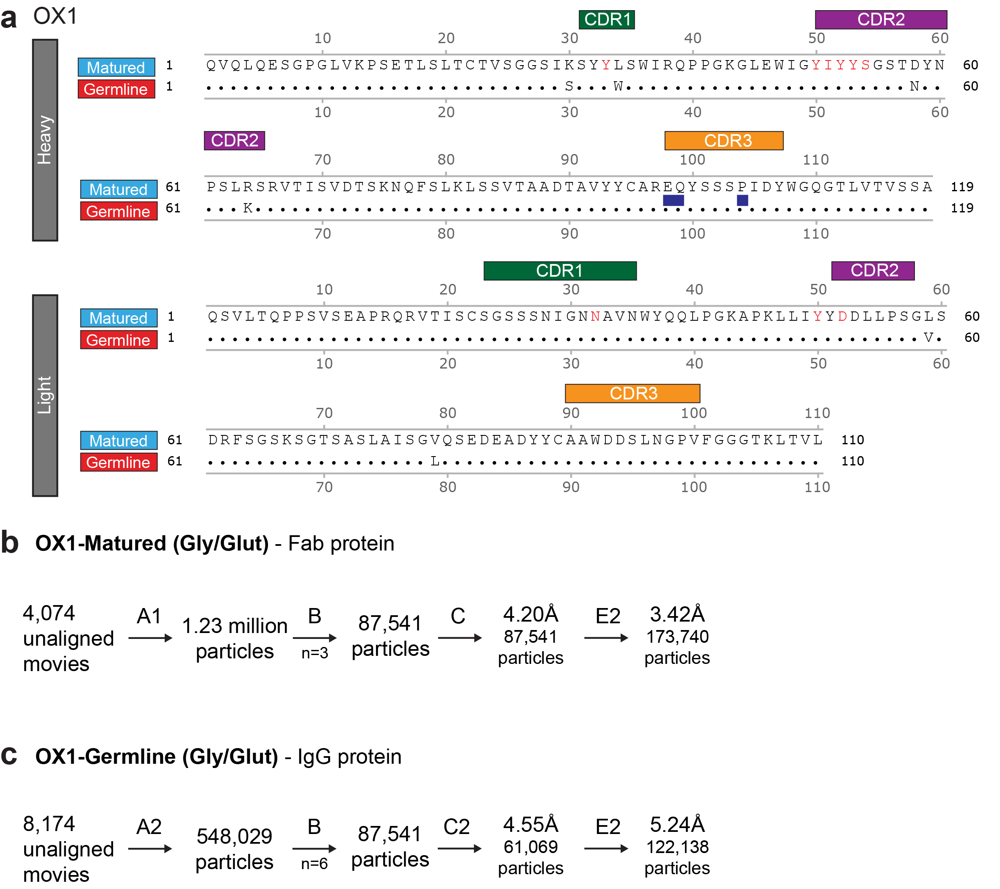 a OX1
CDR1 CDR2
10 20 30 40 50 60
Matured 1 QVQLQESGPGLVKPSETLSLTCTVSGGSIKSYYLSWIRQPPGKGLEWIGYIYYSGSTDYN 60
Germline 1 .............................S...W.......................N.. 60
10 20 30 40 50 60
Heavy
CDR2 CDR3
70 80 90 100 110
Matured 61 PSLRSRVTISVDTSKNQFSLKLSSVTAADTAVYYCAREQYSSSPIDYWGQGTLVTVSSA 119
Germline 61 ...K....................................................... 119
70 80 90 100 110
CDR1 CDR2
10 20 30 40 50 60
Matured 1 QSVLTQPPSVSEAPRQRVTISCSGSSSNIGNNAVNWYQQLPGKAPKLLIYYDDLLPSGLS 60
Germline 1 ..........................................................V. 60
10 20 30 40 50 60
Light
CDR3
70 80 90 100 110
Matured 61 DRFSGSKSGTSASLAISGVQSEDEADYYCAAWDDSLNGPVFGGGTKLTVL 110
Germline 61 ..................L............................... 110
70 80 90 100 110
b OX1-Matured (Gly/Glut) - Fab protein
4,074
unaligned
movies
A1
1.23 million
particles
B
n=3
87,541
particles
C
4.20Å
87,541
particles
E2
3.42Å
173,740
particles
c OX1-Germline (Gly/Glut) - IgG protein
8,174
unaligned
movies
A2
548,029
particles
B
n=6
87,541
particles
C2
4.55Å
61,069
particles
E2
5.24Å
122,138
particles